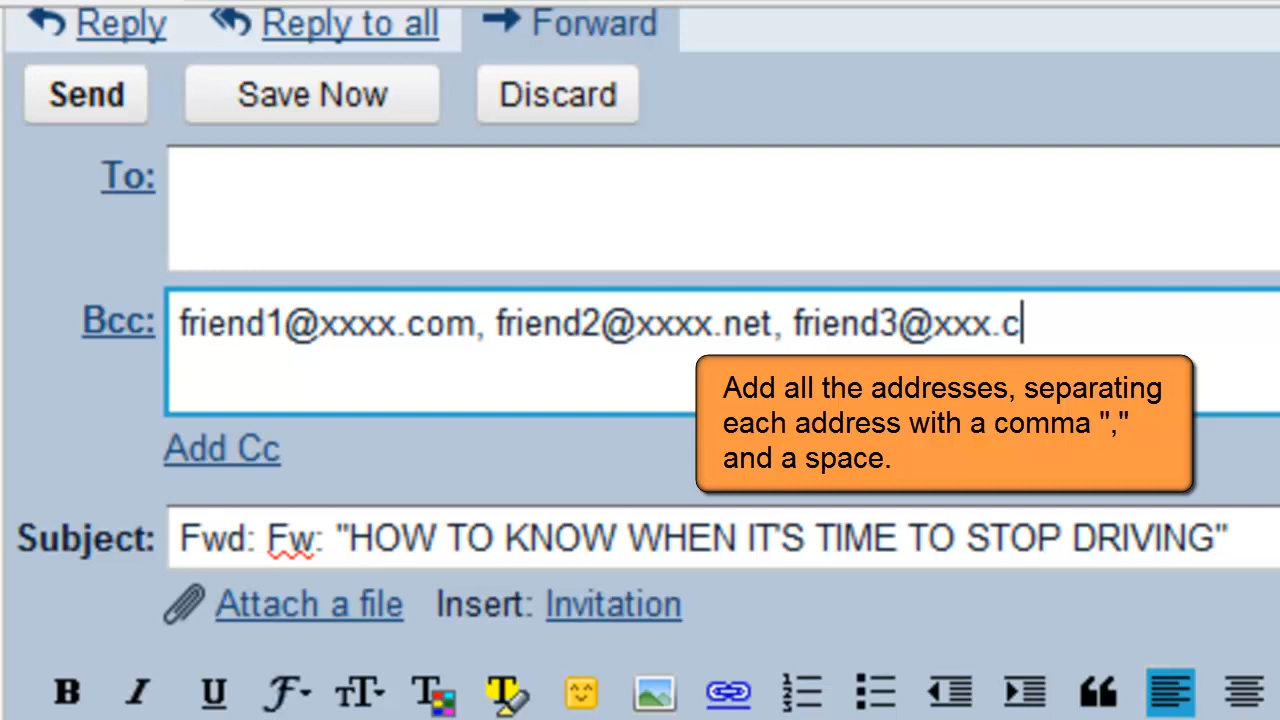 Reply Reply to all Forward
Send Save Now Discard
To:
Bcc: friend1@xxxx.com, friend2@xxxx.net, friend3@xxx.c
Add all the addresses, separating
each address with a comma ","
and a space.
Add Cc
Subject: Fwd: Fw: "HOW TO KNOW WHEN IT'S TIME TO STOP DRIVING"
Attach a file Insert: Invitation
B I U F TT T T